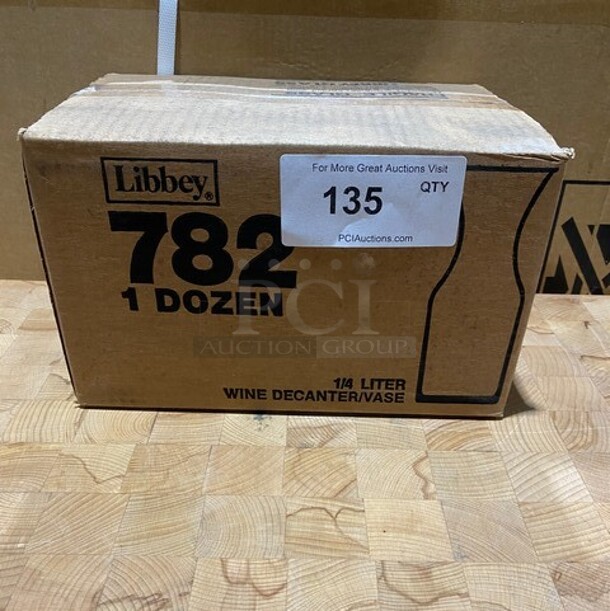 Libbey®
For More Great Auctions Visit
135 QTY
PCIAuctions.com
782
1 DOZEN
PCI
AUCTION GROUP
1/4 LITER
WINE DECANTER/VASE